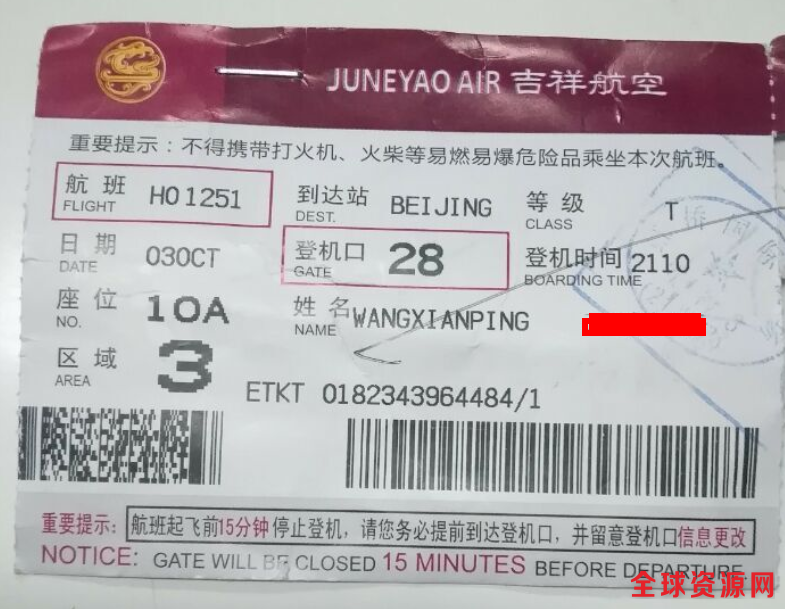 JUNEYAO AIR 吉祥航空
重要提示：不得携带打火机、火柴等易燃易爆危险品乘坐本次航班。
航班 FLIGHT HO1251 到达站 DEST. BEIJING 等级 CLASS T
日期 DATE 03OCT 登机口 GATE 28 登机时间 BOARDING TIME 2110
座位 NO. 10A 姓名 NAME WANGXIANPING
区域 AREA 3
ETKT 0182343964484/1
重要提示：航班起飞前15分钟停止登机，请您务必提前到达登机口，并留意登机口信息更改
NOTICE: GATE WILL BE CLOSED 15 MINUTES BEFORE DEPARTURE
全球资源网